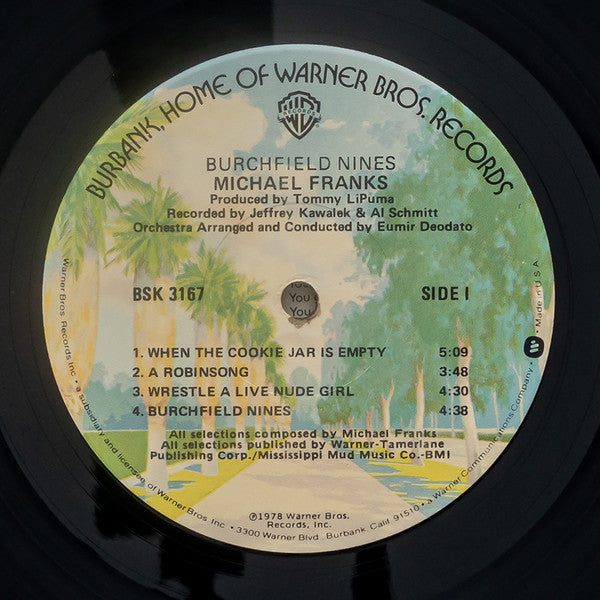 BURBANK, HOME OF WARNER BROS. RECORDS
WB
RECORDS
BURCHFIELD NINES
MICHAEL FRANKS
Produced by Tommy LiPuma
Recorded by Jeffrey Kawalek & Al Schmitt
Orchestra Arranged and Conducted by Eumir Deodato
BSK 3167
SIDE I
You
You
1. WHEN THE COOKIE JAR IS EMPTY 5:09
2. A ROBINSONG 3:48
3. WRESTLE A LIVE NUDE GIRL 4:30
4. BURCHFIELD NINES 4:38
All selections composed by Michael Franks
All selections published by Warner-Tamerlane
Publishing Corp./Mississippi Mud Music Co.-BMI
℗1978 Warner Bros.
Records, Inc.
Warner Bros. Records Inc. • a subsidiary and licensee of Warner Bros. Inc. • 3300 Warner Blvd., Burbank, Calif. 91510 • a Warner Communications Company. • Made in U.S.A.